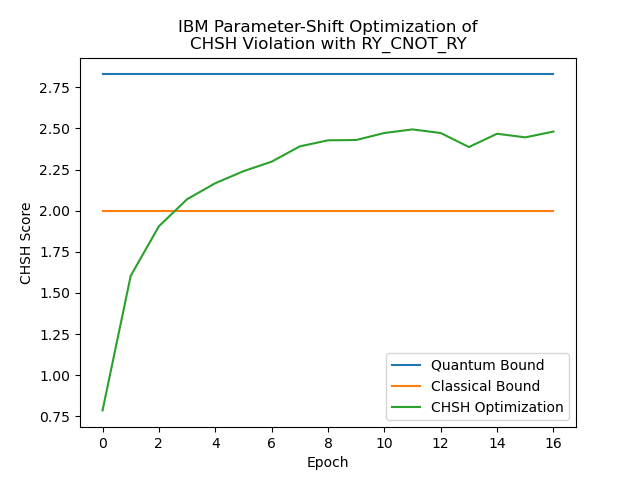 IBM Parameter-Shift Optimization of
CHSH Violation with RY_CNOT_RY
CHSH Score
2.75
2.50
2.25
2.00
1.75
1.50
1.25
1.00
0.75
Quantum Bound
Classical Bound
CHSH Optimization
0 2 4 6 8 10 12 14 16
Epoch